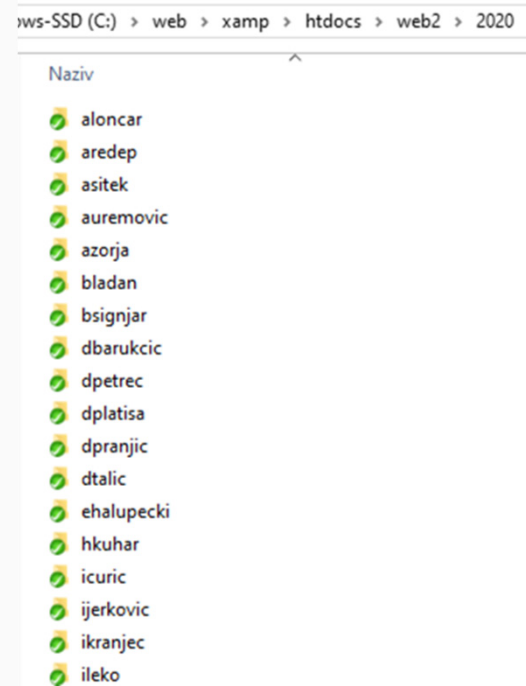 ows-SSD (C:) > web > xamp > htdocs > web2 > 2020
Naziv
aloncar
aredep
asitek
auremovic
azorja
bladan
bsignjar
dbarukcic
dpetrec
dplatisa
dpranjic
dtalic
ehalupecki
hkuhar
icuric
ijerkovic
ikranjec
ileko